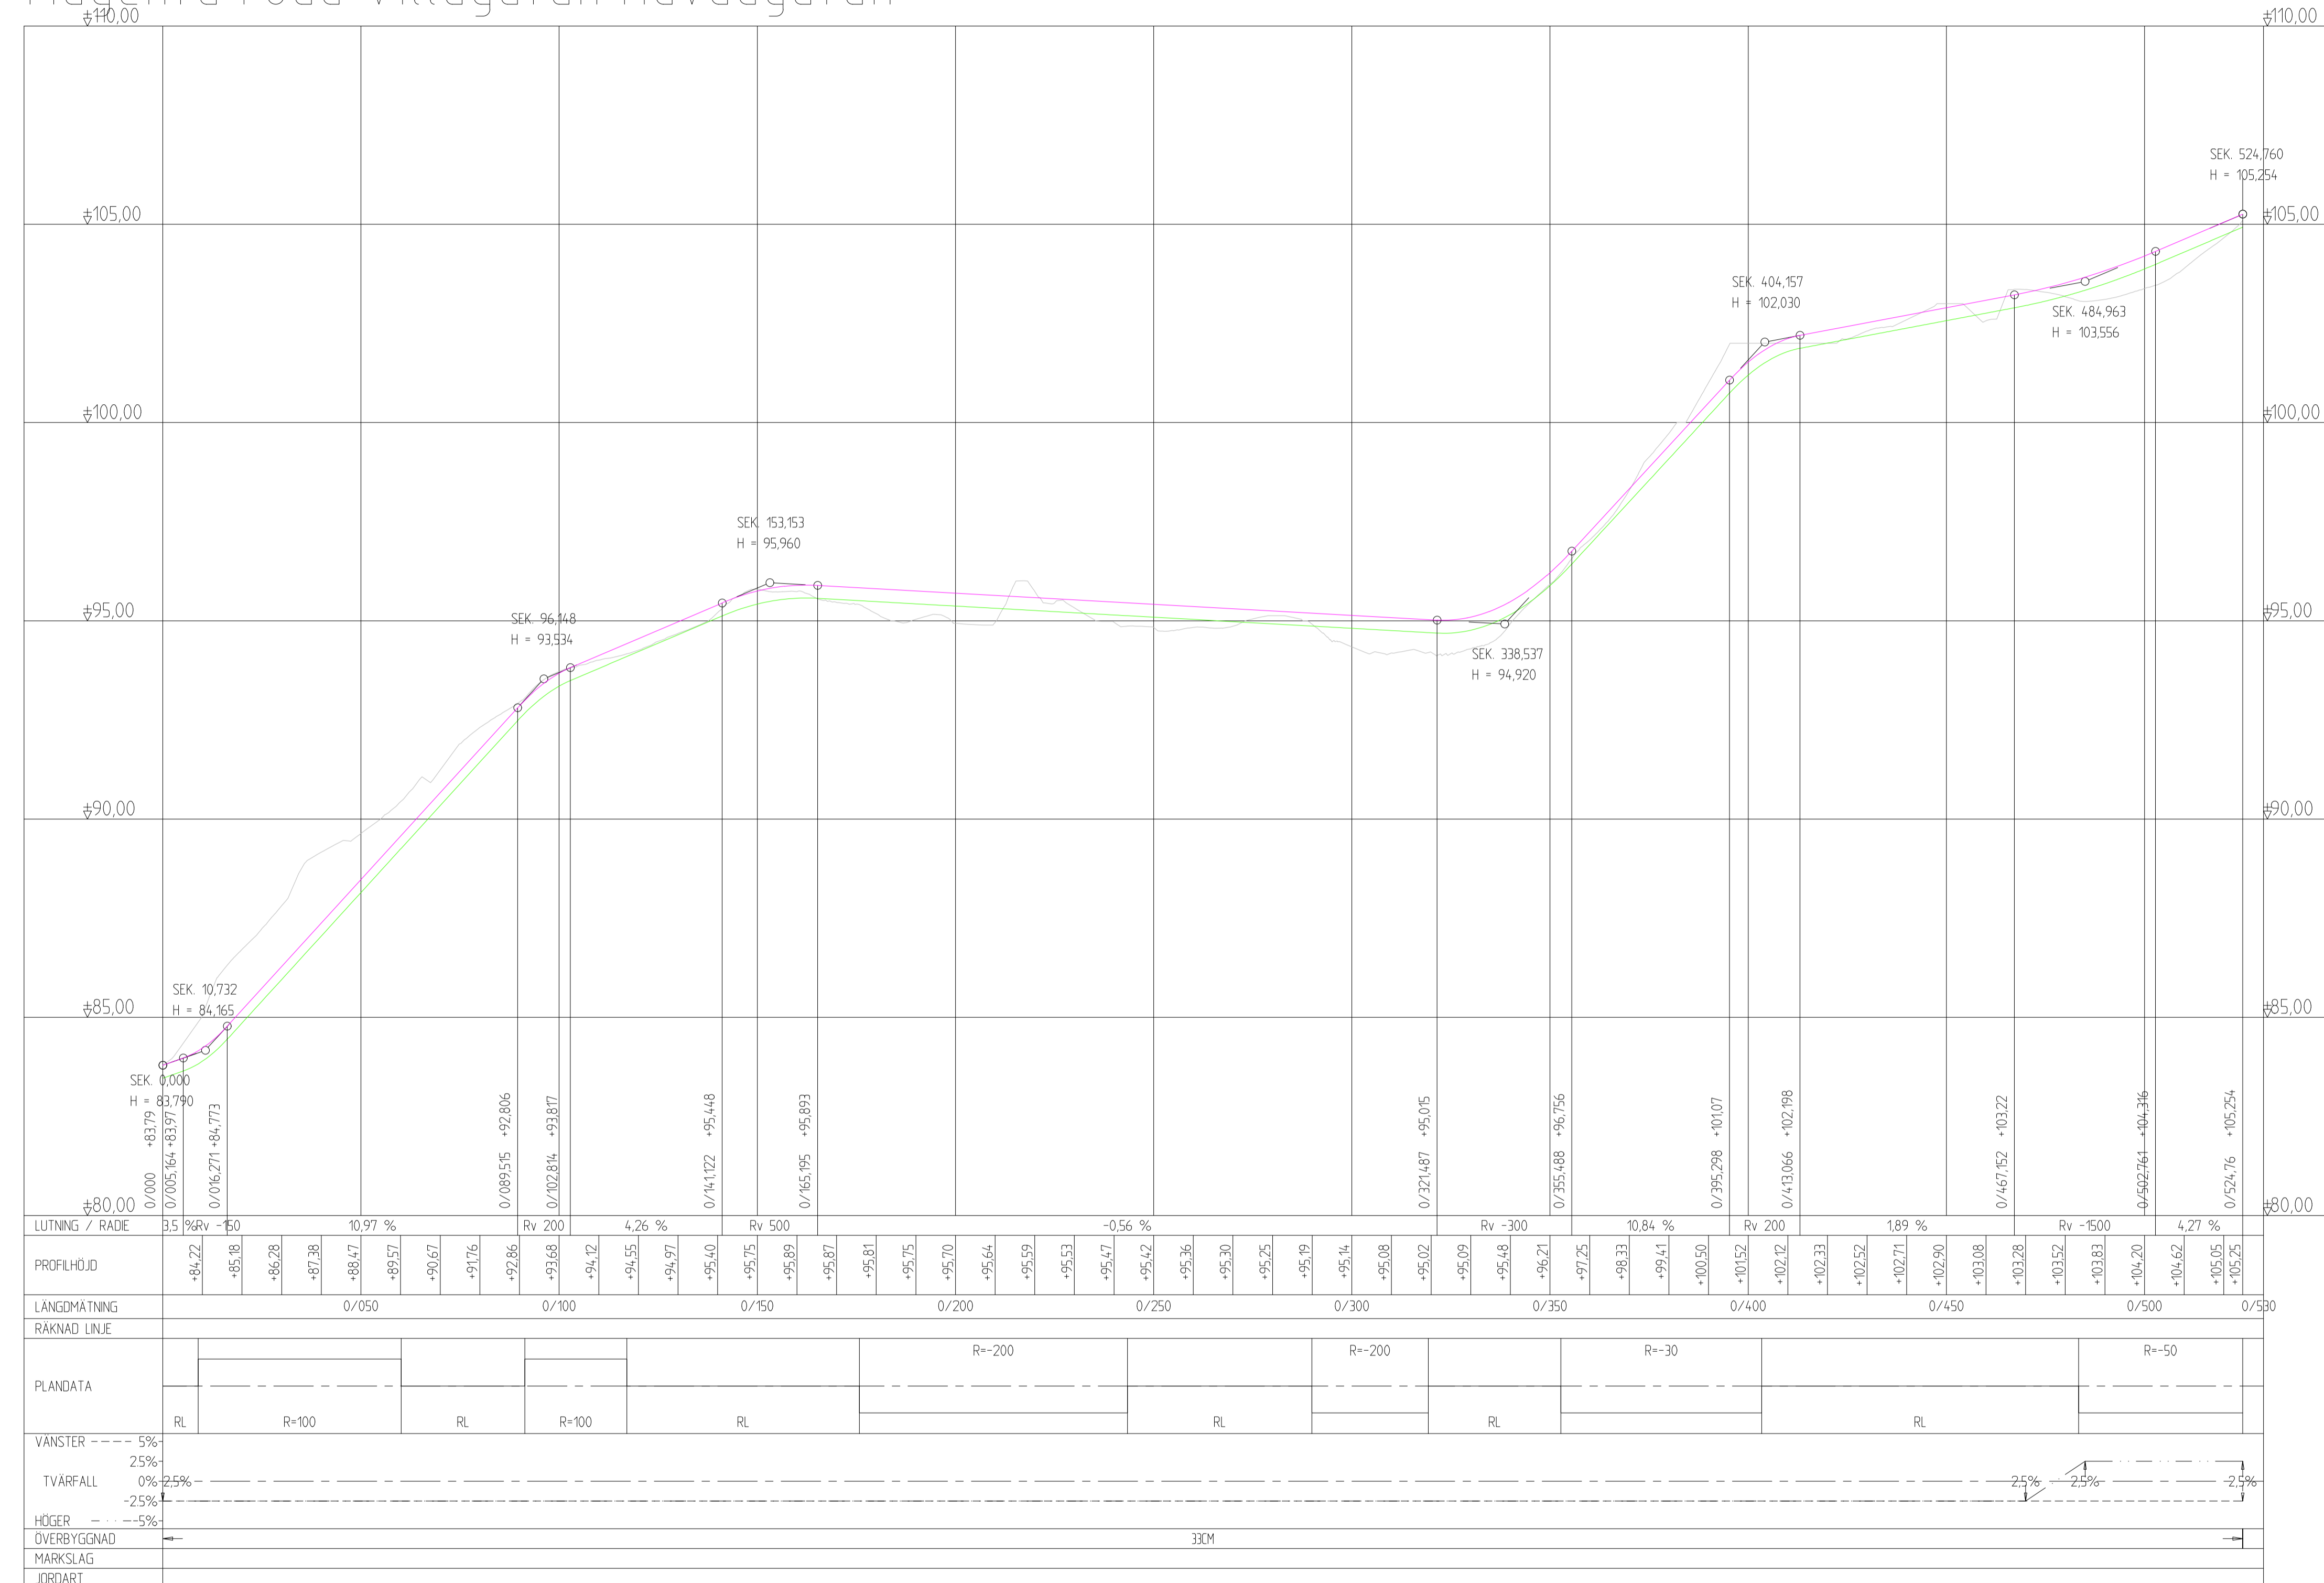 +110,00
+110,00
SEK. 524,760
H = 105,254
+105,00
+105,00
SEK. 404,157
H = 102,030
SEK. 484,963
H = 103,556
+100,00
+100,00
SEK. 153,153
H = 95,960
SEK. 96,148
H = 93,534
+95,00
+95,00
SEK. 338,537
H = 94,920
+90,00
+90,00
SEK. 10,732
H = 84,165
+85,00
+85,00
SEK. 0,000
H = 83,790
0/000 +83,79
0/005,164 +83,97
0/016,271 +84,773
0/089,515 +92,806
0/102,814 +93,817
0/141,122 +95,448
0/165,195 +95,893
0/321,487 +95,015
0/355,488 +96,756
0/395,298 +101,07
0/413,066 +102,198
0/467,152 +103,22
0/502,761 +104,316
0/524,76 +105,254
+80,00
+80,00
LUTNING / RADIE 3,5 % Rv -150 10,97 % Rv 200 4,26 % Rv 500 -0,56 % Rv -300 10,84 % Rv 200 1,89 % Rv -1500 4,27 %
PROFILHÖJD +84,22 +85,18 +86,28 +87,38 +88,47 +89,57 +90,67 +91,76 +92,86 +93,68 +94,12 +94,55 +94,97 +95,40 +95,75 +95,89 +95,87 +95,81 +95,75 +95,70 +95,64 +95,59 +95,53 +95,47 +95,42 +95,36 +95,30 +95,25 +95,19 +95,14 +95,08 +95,02 +95,09 +95,48 +96,21 +97,25 +98,33 +99,41 +100,50 +101,52 +102,12 +102,33 +102,52 +102,71 +102,90 +103,08 +103,28 +103,52 +103,83 +104,20 +104,62 +105,05 +105,25
LÄNGDMÄTNING 0/050 0/100 0/150 0/200 0/250 0/300 0/350 0/400 0/450 0/500 0/530
RÄKNAD LINJE
R=-200 R=-200 R=-30 R=-50
PLANDATA
RL R=100 RL R=100 RL RL RL RL
VÄNSTER 5%
2.5%
TVÄRFALL 0% 2,5% 2,5% 2,5% 2,5%
-2.5%
HÖGER -5%
ÖVERBYGGNAD 33CM
MARKSLAG
JORDART